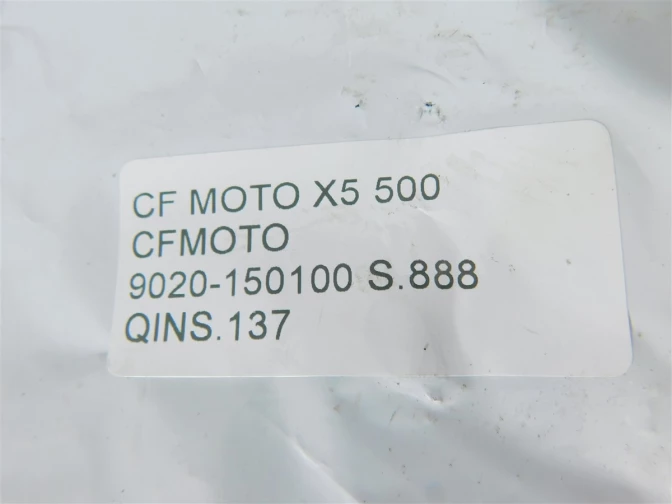 CF MOTO X5 500
CFMOTO
9020-150100 S.888
QINS.137